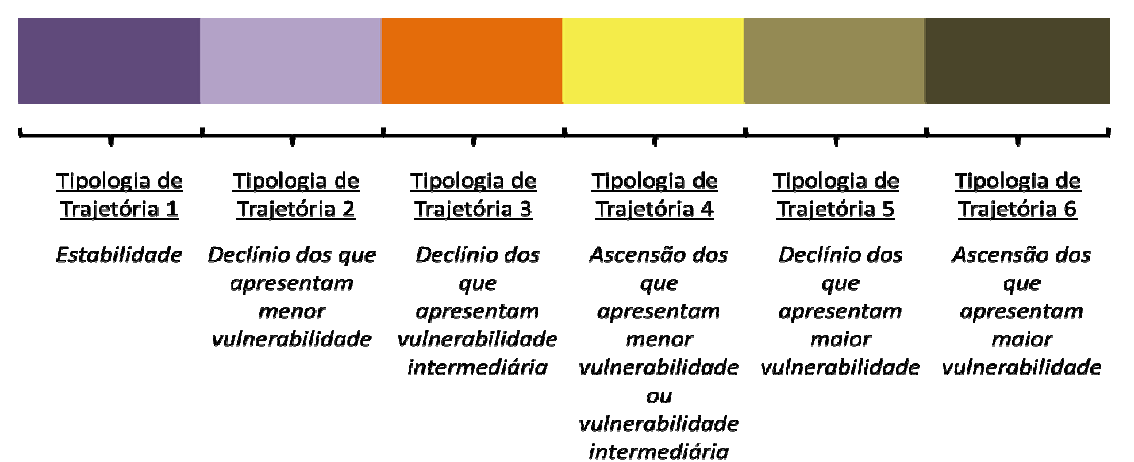 Tipologia de
Trajetória 1
Estabilidade
Tipologia de
Trajetória 2
Declínio dos que
apresentam
menor
vulnerabilidade
Tipologia de
Trajetória 3
Declínio dos
que
apresentam
vulnerabilidade
intermediária
Tipologia de
Trajetória 4
Ascensão dos
que
apresentam
menor
vulnerabilidade
ou
vulnerabilidade
intermediária
Tipologia de
Trajetória 5
Declínio dos
que
apresentam
maior
vulnerabilidade
Tipologia de
Trajetória 6
Ascensão dos
que
apresentam
maior
vulnerabilidade